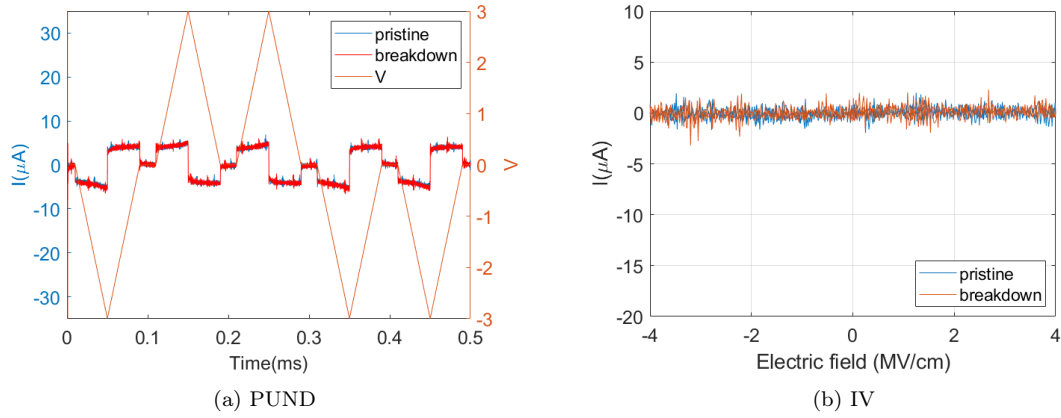 30
20
10
0
-10
-20
-30
I(μA)
3
2
1
0
-1
-2
-3
V
pristine
breakdown
V
0
0.1
0.2
0.3
0.4
0.5
Time(ms)
(a) PUND
10
5
0
-5
-10
-15
-20
I(μA)
pristine
breakdown
-4
-2
0
2
4
Electric field (MV/cm)
(b) IV